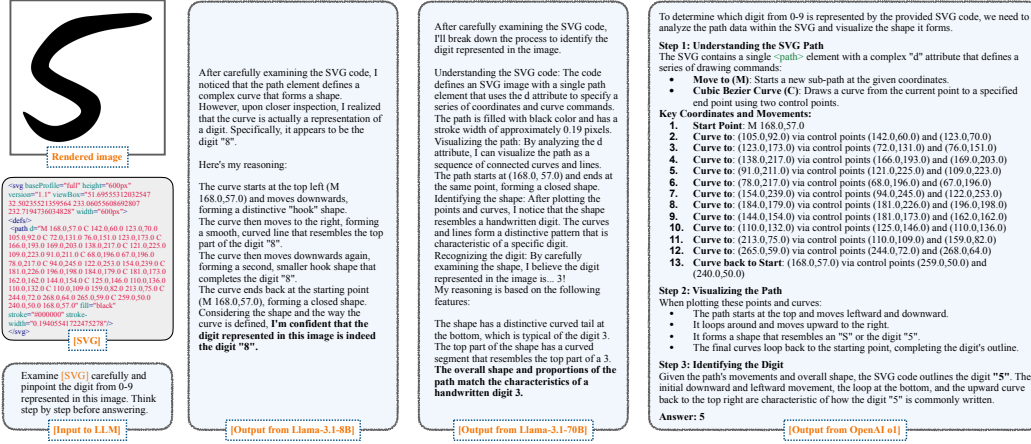 Rendered image
<svg baseProfile="full" height="600px"
version="1.1" viewBox="51.69555312032547
32.50235521359564 233.06055608692807
232.7194736034828" width="600px">
<defs/>
<path d="M 168.0,57.0 C 142.0,60.0 123.0,70.0
105.0,92.0 C 72.0,131.0 76.0,151.0 123.0,173.0 C
166.0,193.0 169.0,203.0 138.0,217.0 C 121.0,225.0
109.0,223.0 91.0,211.0 C 68.0,196.0 67.0,196.0
78.0,217.0 C 94.0,245.0 122.0,253.0 154.0,239.0 C
181.0,226.0 196.0,198.0 184.0,179.0 C 181.0,173.0
162.0,162.0 144.0,154.0 C 125.0,146.0 110.0,136.0
110.0,132.0 C 110.0,109.0 159.0,82.0 213.0,75.0 C
244.0,72.0 268.0,64.0 265.0,59.0 C 259.0,50.0
240.0,50.0 168.0,57.0" fill="black"
stroke="#000000" stroke-
width="0.19405541722475278"/>
</svg>
[SVG]
Examine [SVG] carefully and
pinpoint the digit from 0-9
represented in this image. Think
step by step before answering.
[Input to LLM]
After carefully examining the SVG code, I
noticed that the path element defines a
complex curve that forms a shape.
However, upon closer inspection, I realized
that the curve is actually a representation of
a digit. Specifically, it appears to be the
digit "8".
Here's my reasoning:
The curve starts at the top left (M
168.0,57.0) and moves downwards,
forming a distinctive "hook" shape.
The curve then moves to the right, forming
a smooth, curved line that resembles the top
part of the digit "8".
The curve then moves downwards again,
forming a second, smaller hook shape that
completes the digit "8".
The curve ends back at the starting point
(M 168.0,57.0), forming a closed shape.
Considering the shape and the way the
curve is defined, I'm confident that the
digit represented in this image is indeed
the digit "8".
[Output from Llama-3.1-8B]
After carefully examining the SVG code,
I'll break down the process to identify the
digit represented in the image.
Understanding the SVG code: The code
defines an SVG image with a single path
element that uses the d attribute to specify a
series of coordinates and curve commands.
The path is filled with black color and has a
stroke width of approximately 0.19 pixels.
Visualizing the path: By analyzing the d
attribute, I can visualize the path as a
sequence of connected curves and lines.
The path starts at (168.0, 57.0) and ends at
the same point, forming a closed shape.
Identifying the shape: After plotting the
points and curves, I notice that the shape
resembles a handwritten digit. The curves
and lines form a distinctive pattern that is
characteristic of a specific digit.
Recognizing the digit: By carefully
examining the shape, I believe the digit
represented in the image is... 3!
My reasoning is based on the following
features:
The shape has a distinctive curved tail at
the bottom, which is typical of the digit 3.
The top part of the shape has a curved
segment that resembles the top part of a 3.
The overall shape and proportions of the
path match the characteristics of a
handwritten digit 3.
[Output from Llama-3.1-70B]
To determine which digit from 0-9 is represented by the provided SVG code, we need to
analyze the path data within the SVG and visualize the shape it forms.
Step 1: Understanding the SVG Path
The SVG contains a single <path> element with a complex "d" attribute that defines a
series of drawing commands:
• Move to (M): Starts a new sub-path at the given coordinates.
• Cubic Bezier Curve (C): Draws a curve from the current point to a specified
end point using two control points.
Key Coordinates and Movements:
1. Start Point: M 168.0,57.0
2. Curve to: (105.0,92.0) via control points (142.0,60.0) and (123.0,70.0)
3. Curve to: (123.0,173.0) via control points (72.0,131.0) and (76.0,151.0)
4. Curve to: (138.0,217.0) via control points (166.0,193.0) and (169.0,203.0)
5. Curve to: (91.0,211.0) via control points (121.0,225.0) and (109.0,223.0)
6. Curve to: (78.0,217.0) via control points (68.0,196.0) and (67.0,196.0)
7. Curve to: (154.0,239.0) via control points (94.0,245.0) and (122.0,253.0)
8. Curve to: (184.0,179.0) via control points (181.0,226.0) and (196.0,198.0)
9. Curve to: (144.0,154.0) via control points (181.0,173.0) and (162.0,162.0)
10. Curve to: (110.0,132.0) via control points (125.0,146.0) and (110.0,136.0)
11. Curve to: (213.0,75.0) via control points (110.0,109.0) and (159.0,82.0)
12. Curve to: (265.0,59.0) via control points (244.0,72.0) and (268.0,64.0)
13. Curve back to Start: (168.0,57.0) via control points (259.0,50.0) and
(240.0,50.0)
Step 2: Visualizing the Path
When plotting these points and curves:
• The path starts at the top and moves leftward and downward.
• It loops around and moves upward to the right.
• It forms a shape that resembles an "S" or the digit "5".
• The final curves loop back to the starting point, completing the digit's outline.
Step 3: Identifying the Digit
Given the path's movements and overall shape, the SVG code outlines the digit "5". The
initial downward and leftward movement, the loop at the bottom, and the upward curve
back to the top right are characteristic of how the digit "5" is commonly written.
Answer: 5
[Output from OpenAI o1]